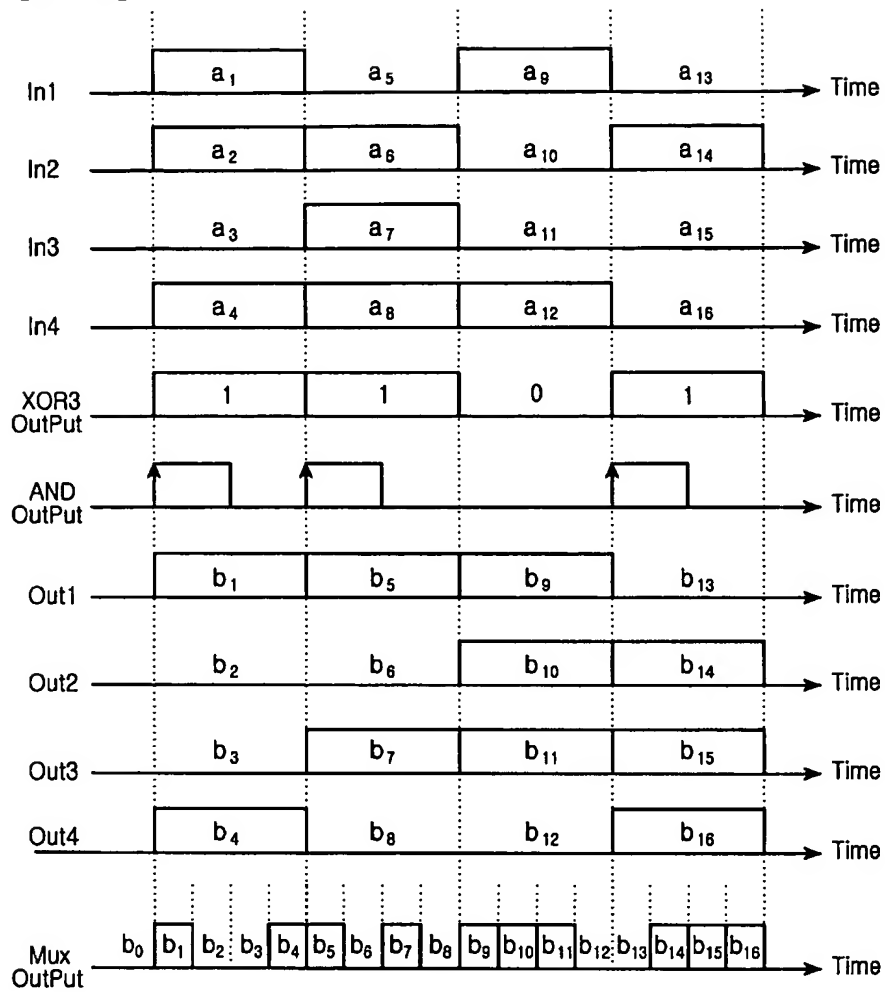 In1 a1 a5 a9 a13 Time
In2 a2 a6 a10 a14 Time
In3 a3 a7 a11 a15 Time
In4 a4 a8 a12 a16 Time
XOR3 OutPut 1 1 0 1 Time
AND OutPut Time
Out1 b1 b5 b9 b13 Time
Out2 b2 b6 b10 b14 Time
Out3 b3 b7 b11 b15 Time
Out4 b4 b8 b12 b16 Time
Mux OutPut b0 b1 b2 b3 b4 b5 b6 b7 b8 b9 b10 b11 b12 b13 b14 b15 b16 Time